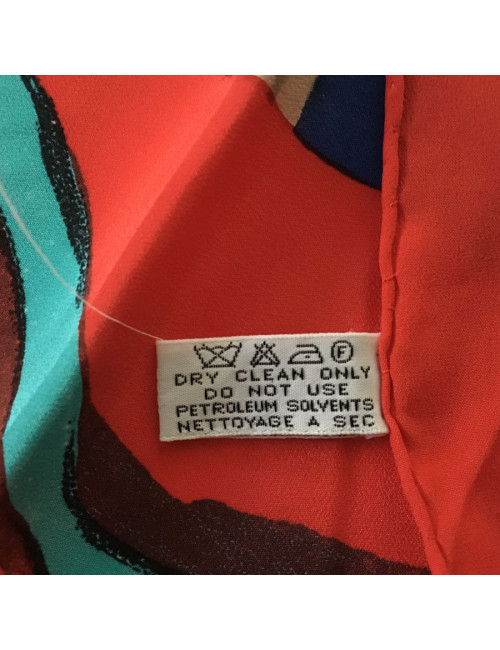 F
DRY CLEAN ONLY
DO NOT USE
PETROLEUM SOLVENTS
NETTOYAGE A SEC